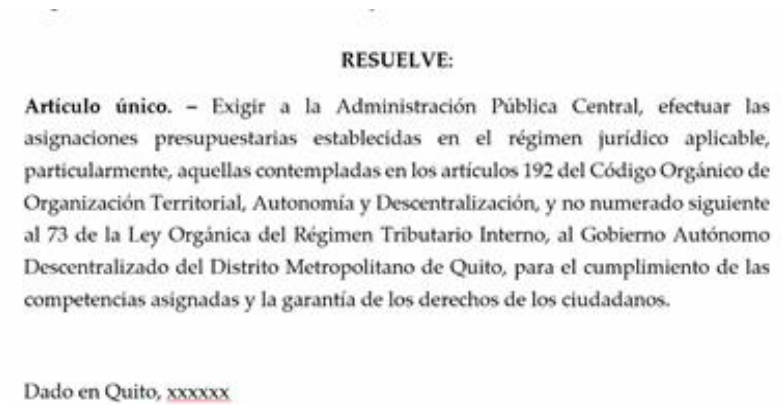 RESUELVE:
Artículo único. – Exigir a la Administración Pública Central, efectuar las
asignaciones presupuestarias establecidas en el régimen jurídico aplicable,
particularmente, aquellas contempladas en los artículos 192 del Código Orgánico de
Organización Territorial, Autonomía y Descentralización, y no numerado siguiente
al 73 de la Ley Orgánica del Régimen Tributario Interno, al Gobierno Autónomo
Descentralizado del Distrito Metropolitano de Quito, para el cumplimiento de las
competencias asignadas y la garantía de los derechos de los ciudadanos.
Dado en Quito, xxxxxx